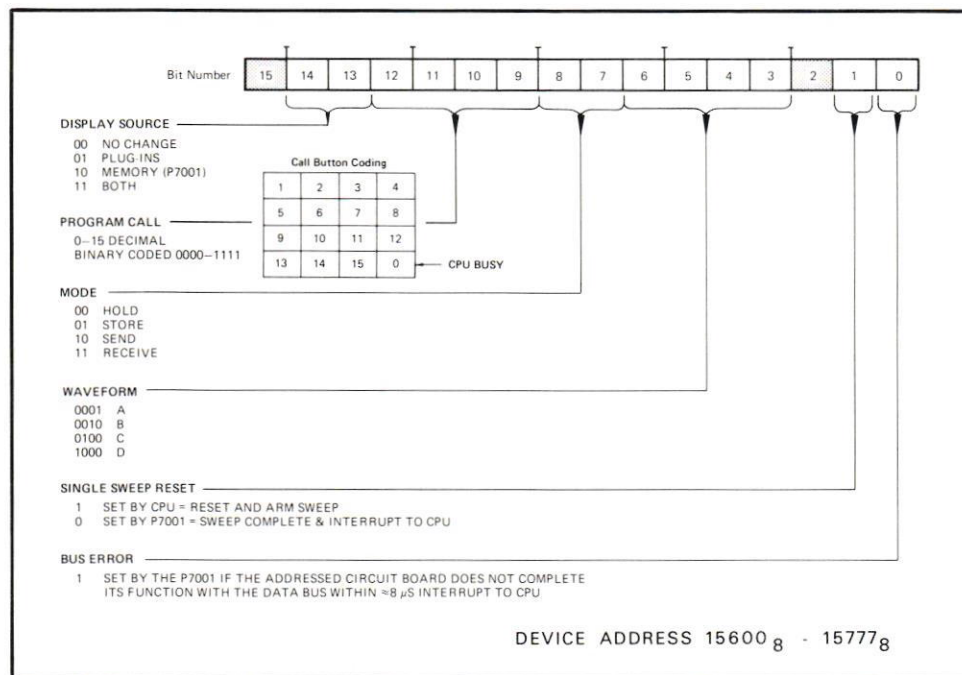 Bit Number 15 14 13 12 11 10 9 8 7 6 5 4 3 2 1 0
DISPLAY SOURCE
00 NO CHANGE
01 PLUG-INS
10 MEMORY (P7001)
11 BOTH
Call Button Coding
1 2 3 4
5 6 7 8
9 10 11 12
13 14 15 0
CPU BUSY
PROGRAM CALL
0–15 DECIMAL
BINARY CODED 0000–1111
MODE
00 HOLD
01 STORE
10 SEND
11 RECEIVE
WAVEFORM
0001 A
0010 B
0100 C
1000 D
SINGLE SWEEP RESET
1 SET BY CPU = RESET AND ARM SWEEP
0 SET BY P7001 = SWEEP COMPLETE & INTERRUPT TO CPU
BUS ERROR
1 SET BY THE P7001 IF THE ADDRESSED CIRCUIT BOARD DOES NOT COMPLETE
ITS FUNCTION WITH THE DATA BUS WITHIN ≈8 µS INTERRUPT TO CPU
DEVICE ADDRESS 15600₈ - 15777₈